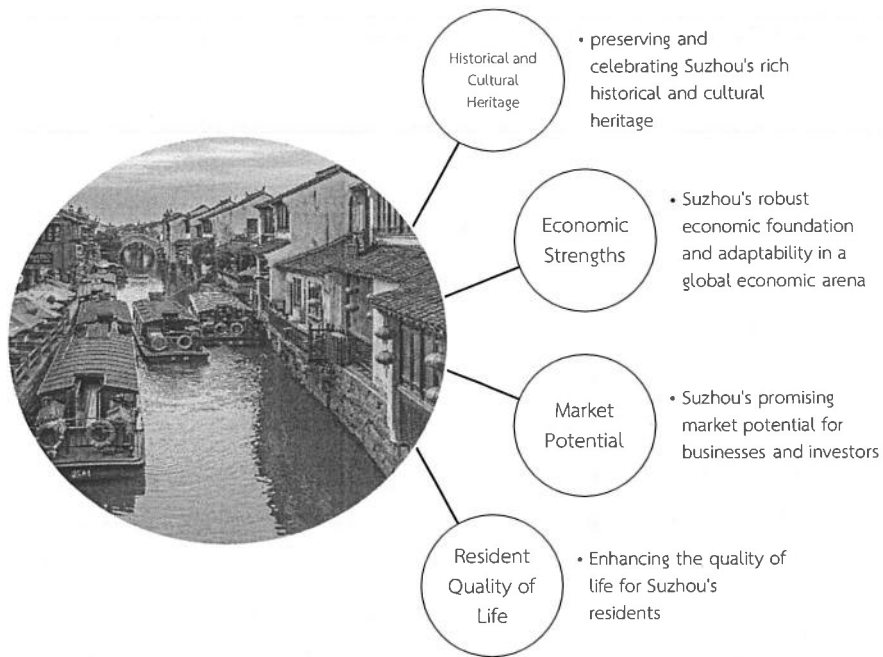 Historical and
Cultural
Heritage
• preserving and
celebrating Suzhou's rich
historical and cultural
heritage
Economic
Strengths
• Suzhou's robust
economic foundation
and adaptability in a
global economic arena
Market
Potential
• Suzhou's promising
market potential for
businesses and investors
Resident
Quality of
Life
• Enhancing the quality of
life for Suzhou's
residents